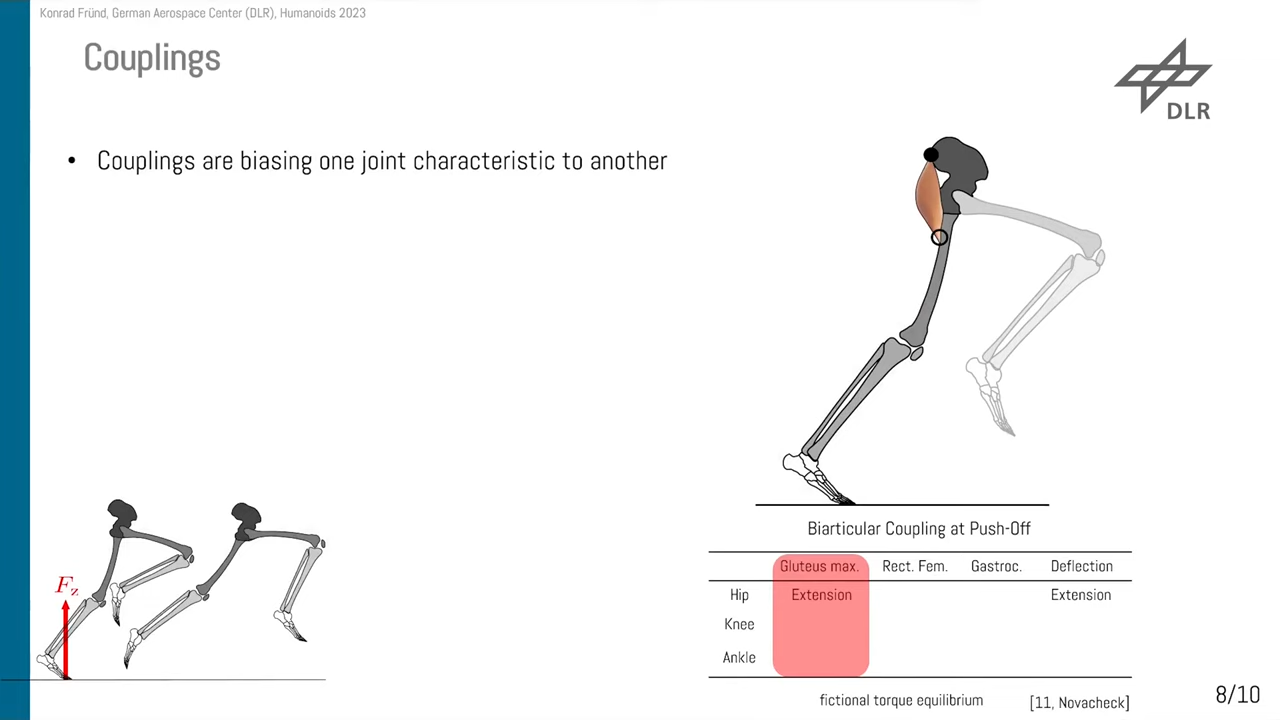 Konrad Fründ, German Aerospace Center (DLR), Humanoids 2023
Couplings
DLR
• Couplings are biasing one joint characteristic to another
Fz
Biarticular Coupling at Push-Off
Gluteus max. Rect. Fem. Gastroc. Deflection
Hip Extension Extension
Knee
Ankle
fictional torque equilibrium [11, Novacheck]
8/10